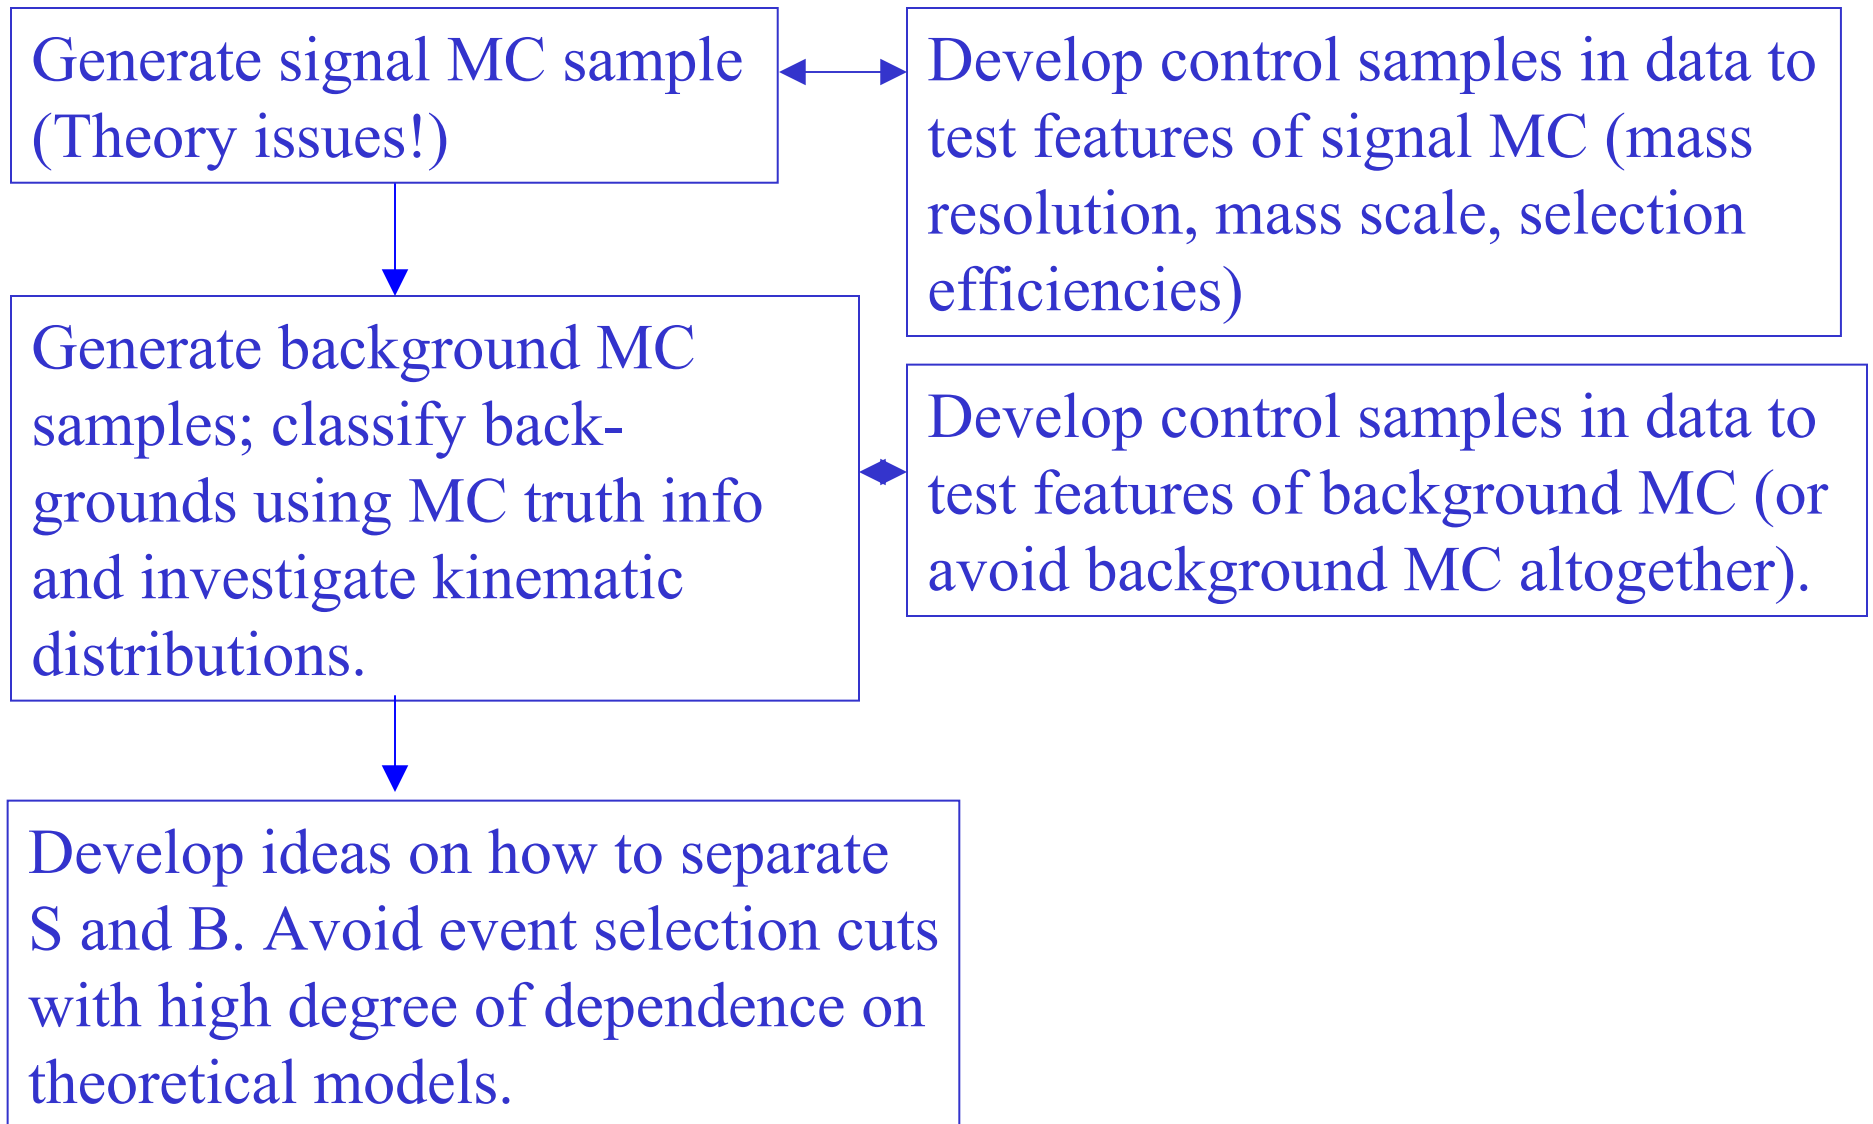 Generate signal MC sample
(Theory issues!)
Develop control samples in data to
test features of signal MC (mass
resolution, mass scale, selection
efficiencies)
Generate background MC
samples; classify back-
grounds using MC truth info
and investigate kinematic
distributions.
Develop control samples in data to
test features of background MC (or
avoid background MC altogether).
Develop ideas on how to separate
S and B. Avoid event selection cuts
with high degree of dependence on
theoretical models.